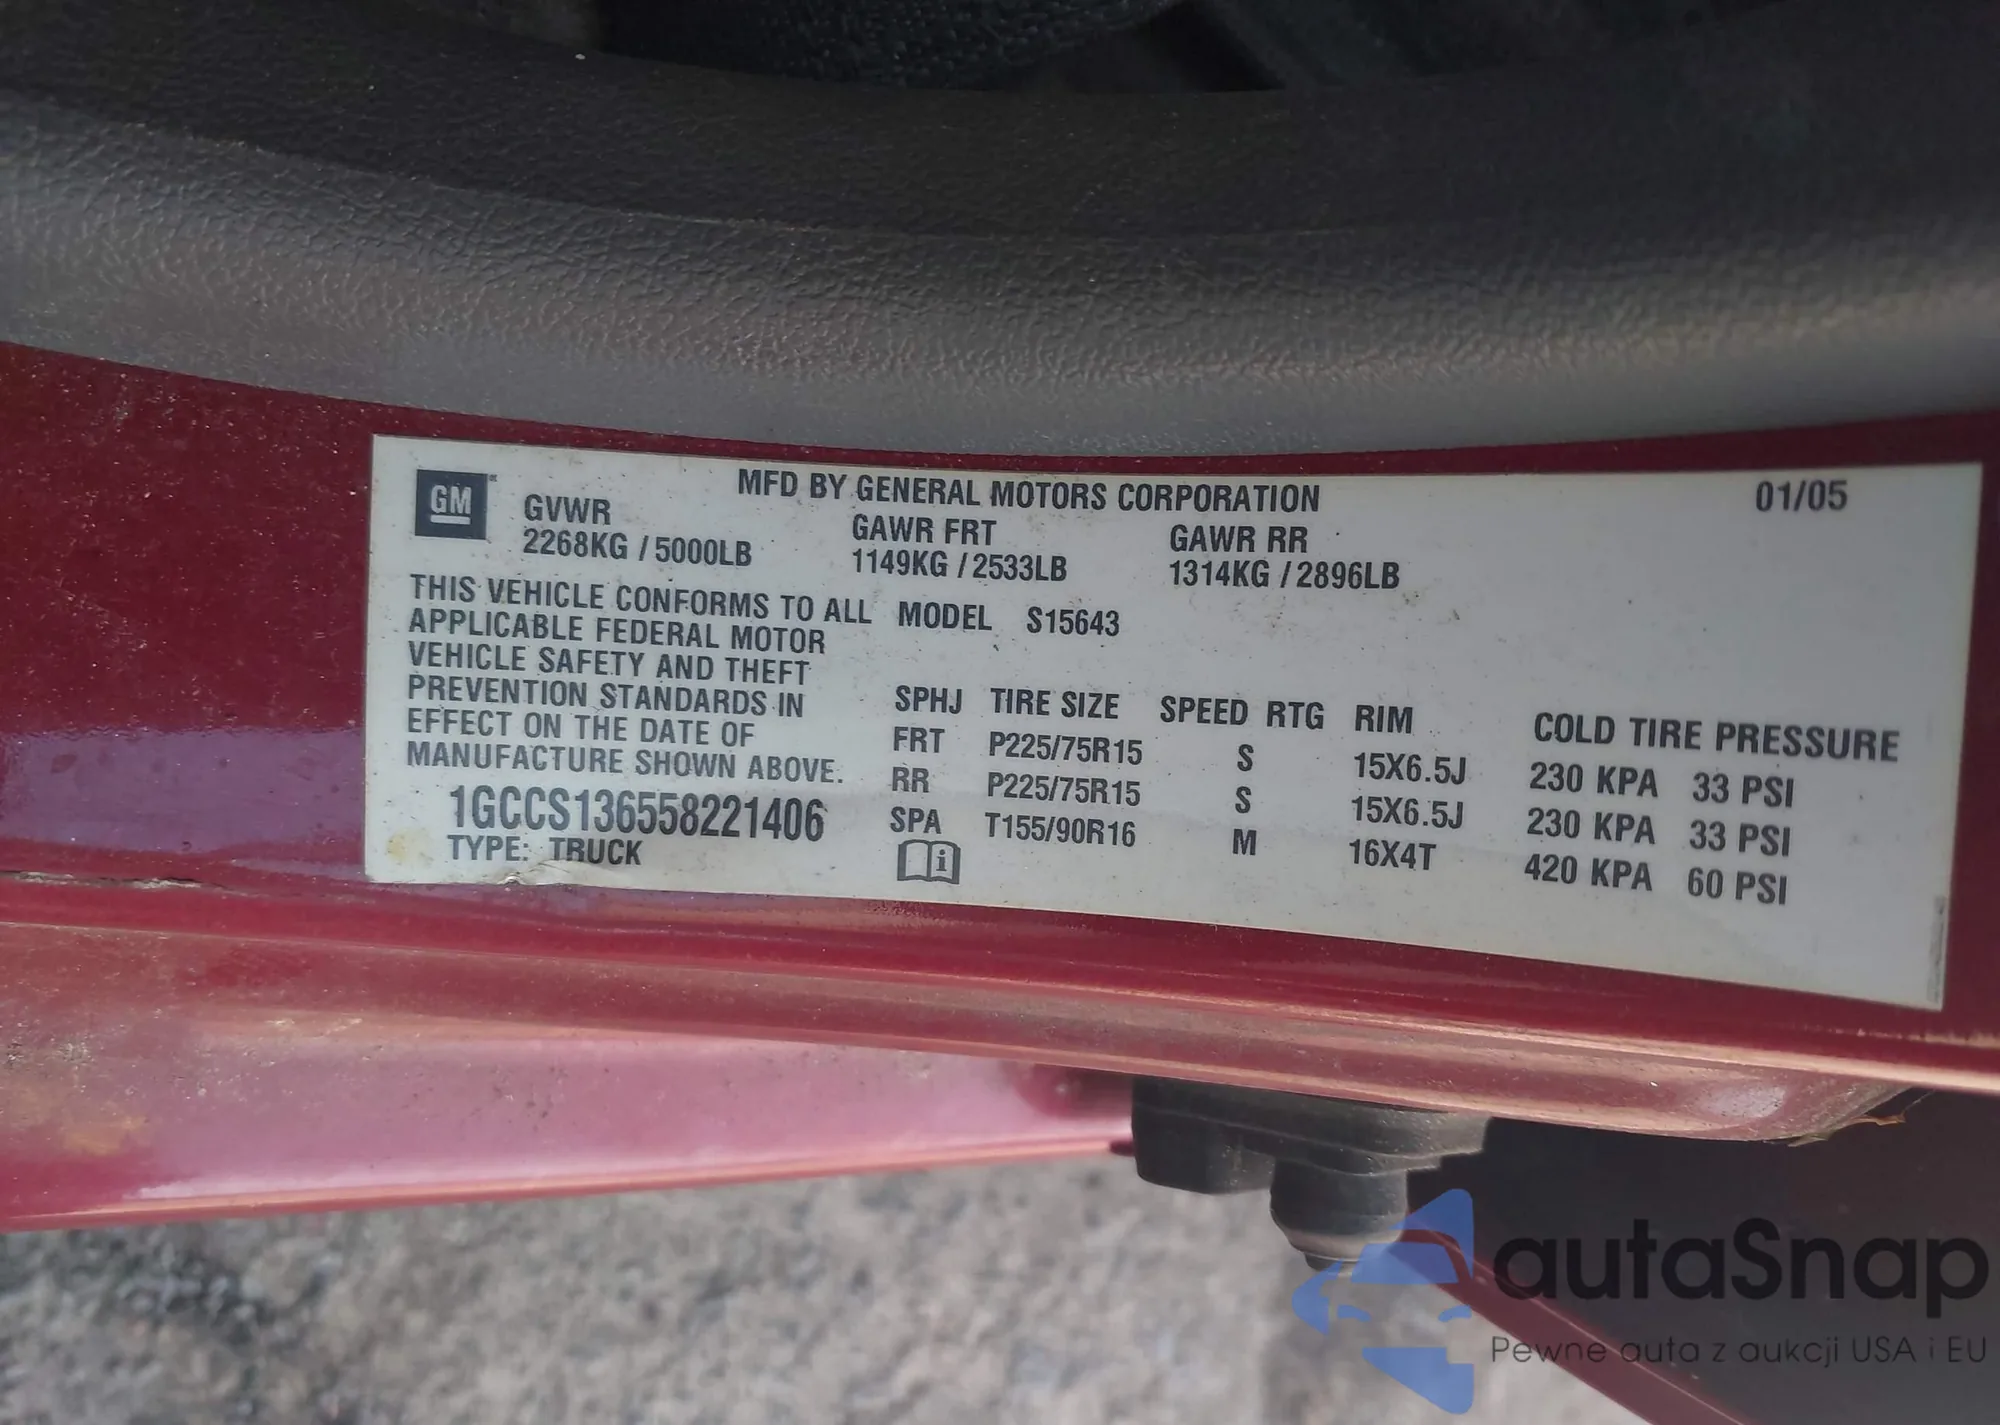 GM
MFD BY GENERAL MOTORS CORPORATION
01/05
GVWR GAWR FRT GAWR RR
2268KG / 5000LB 1149KG / 2533LB 1314KG / 2896LB
THIS VEHICLE CONFORMS TO ALL
APPLICABLE FEDERAL MOTOR
VEHICLE SAFETY AND THEFT
PREVENTION STANDARDS IN
EFFECT ON THE DATE OF
MANUFACTURE SHOWN ABOVE.
1GCCS136558221406
TYPE: TRUCK
MODEL S15643
SPHJ TIRE SIZE SPEED RTG RIM COLD TIRE PRESSURE
FRT P225/75R15 S 15X6.5J 230 KPA 33 PSI
RR P225/75R15 S 15X6.5J 230 KPA 33 PSI
SPA T155/90R16 M 16X4T 420 KPA 60 PSI
autaSnap
Pewne auta z aukcji USA i EU